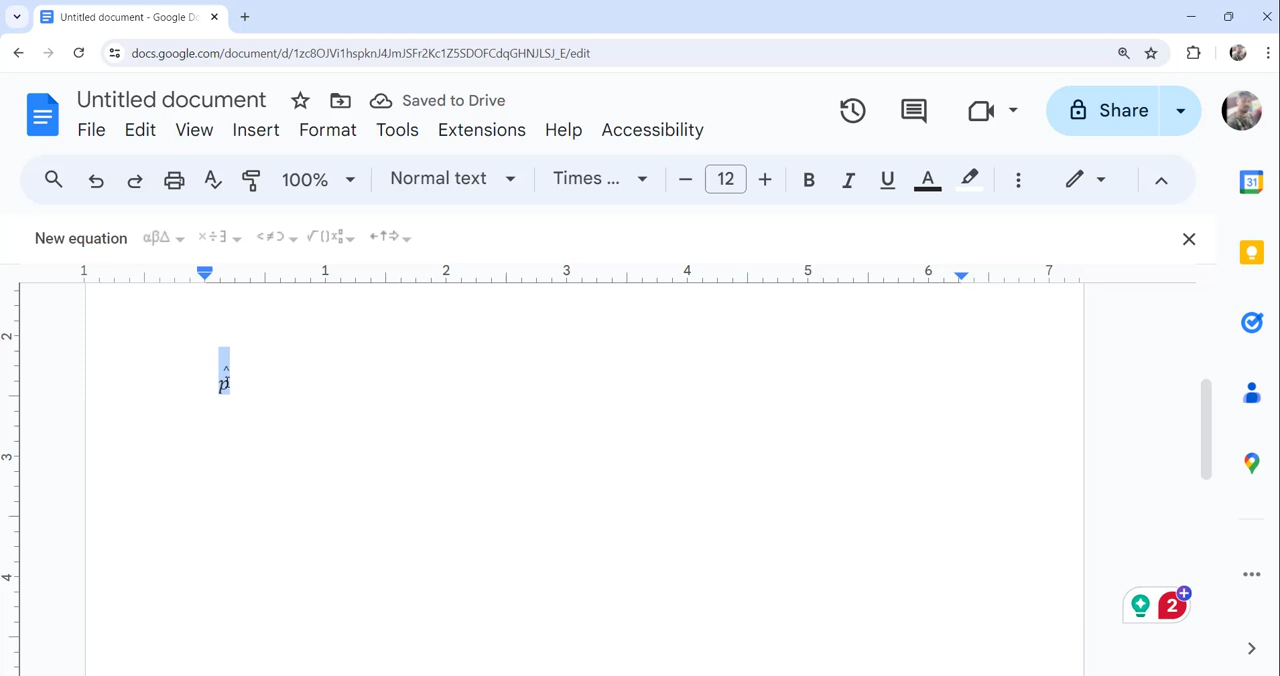 Untitled document - Google Do
docs.google.com/document/d/1zc8OJVi1hspknJ4JmJSFr2Kc1Z5SDOFCdqGHNJLSJ_E/edit
Untitled document
Saved to Drive
File Edit View Insert Format Tools Extensions Help Accessibility
Share
100% Normal text Times ... 12 B I U A
New equation αβΔ ×÷∃ <≠⊃ √()x ←↑⇒
1 1 2 3 4 5 6 7
31
2
p̂
3
4
2